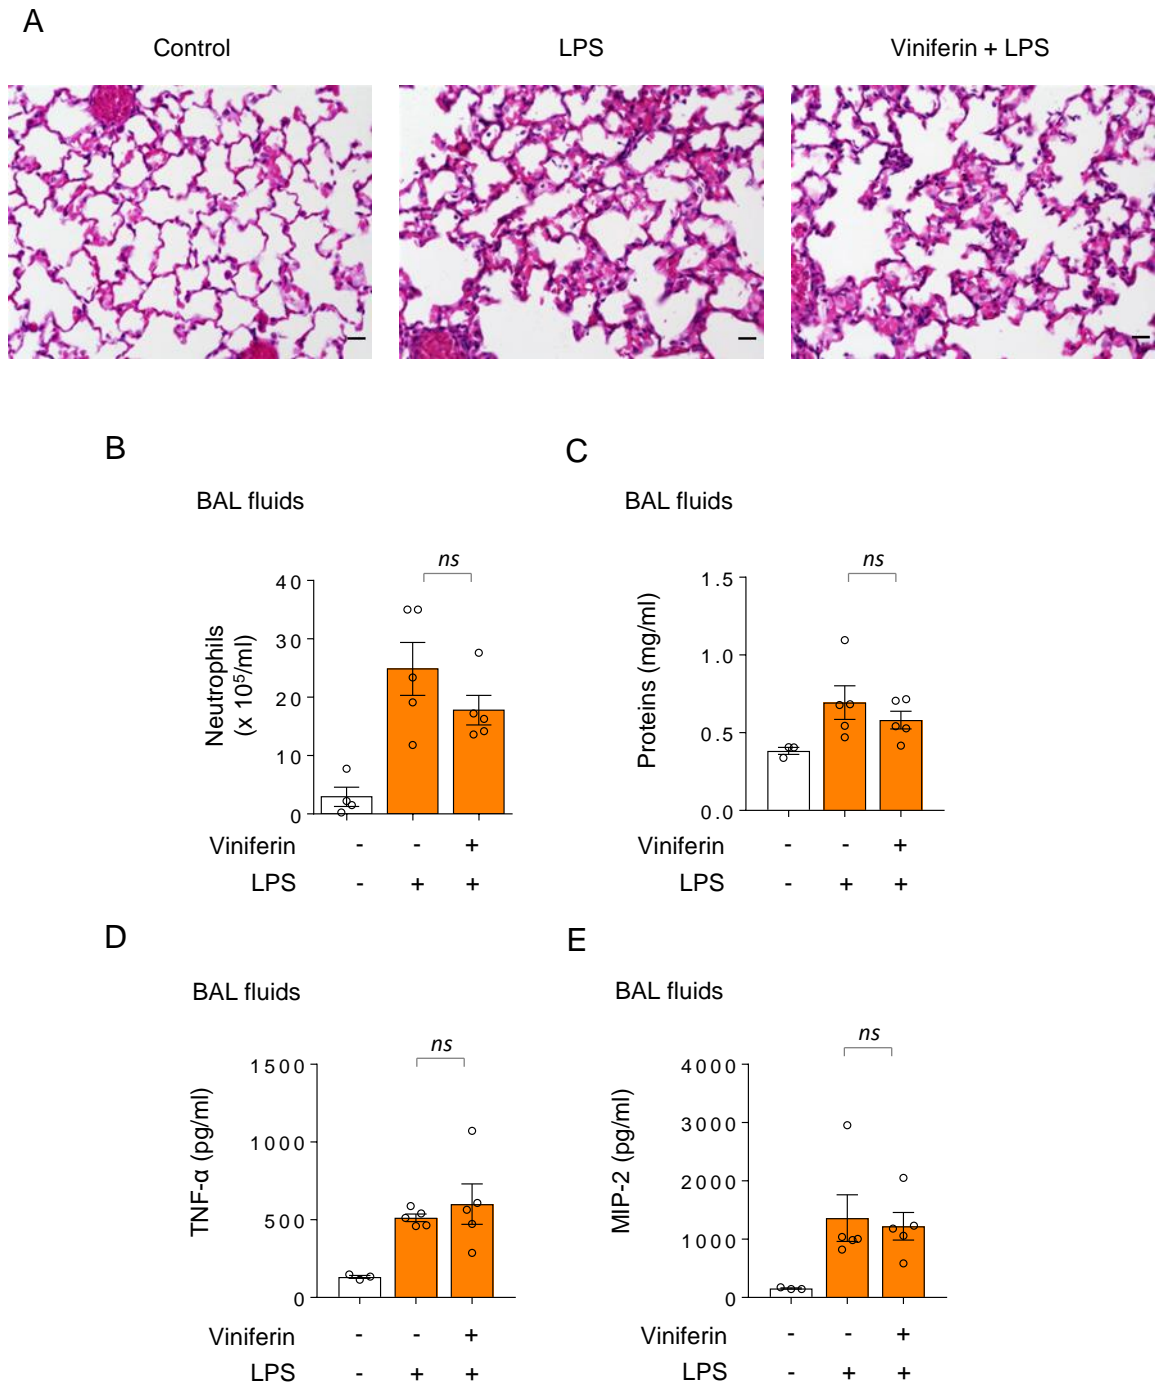 A
Control
LPS
Viniferin + LPS
B
BAL fluids
ns
40
30
20
10
0
Neutrophils
(x 10⁵/ml)
Viniferin - - +
LPS - + +
C
BAL fluids
ns
1.5
1.0
0.5
0.0
Proteins (mg/ml)
Viniferin - - +
LPS - + +
D
BAL fluids
ns
1500
1000
500
0
TNF-α (pg/ml)
Viniferin - - +
LPS - + +
E
BAL fluids
ns
4000
3000
2000
1000
0
MIP-2 (pg/ml)
Viniferin - - +
LPS - + +